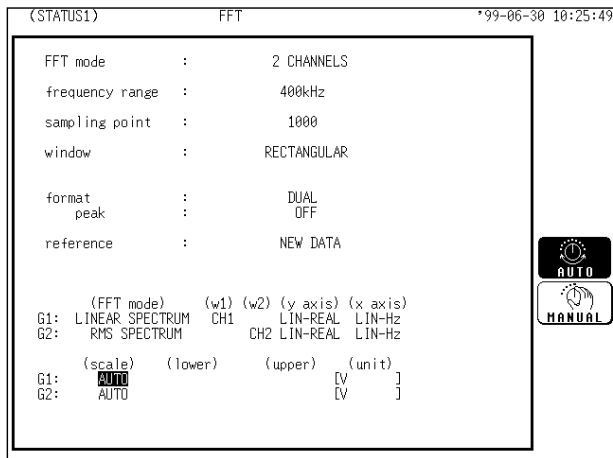 (STATUS1) FFT '99-06-30 10:25:49
FFT mode : 2 CHANNELS
frequency range : 400kHz
sampling point : 1000
window : RECTANGULAR
format : DUAL
peak : OFF
reference : NEW DATA
(FFT mode) (w1) (w2) (y axis) (x axis)
G1: LINEAR SPECTRUM CH1 LIN-REAL LIN-Hz
G2: RMS SPECTRUM CH2 LIN-REAL LIN-Hz
(scale) (lower) (upper) (unit)
G1: AUTO [V ]
G2: AUTO [V ]
AUTO
MANUAL